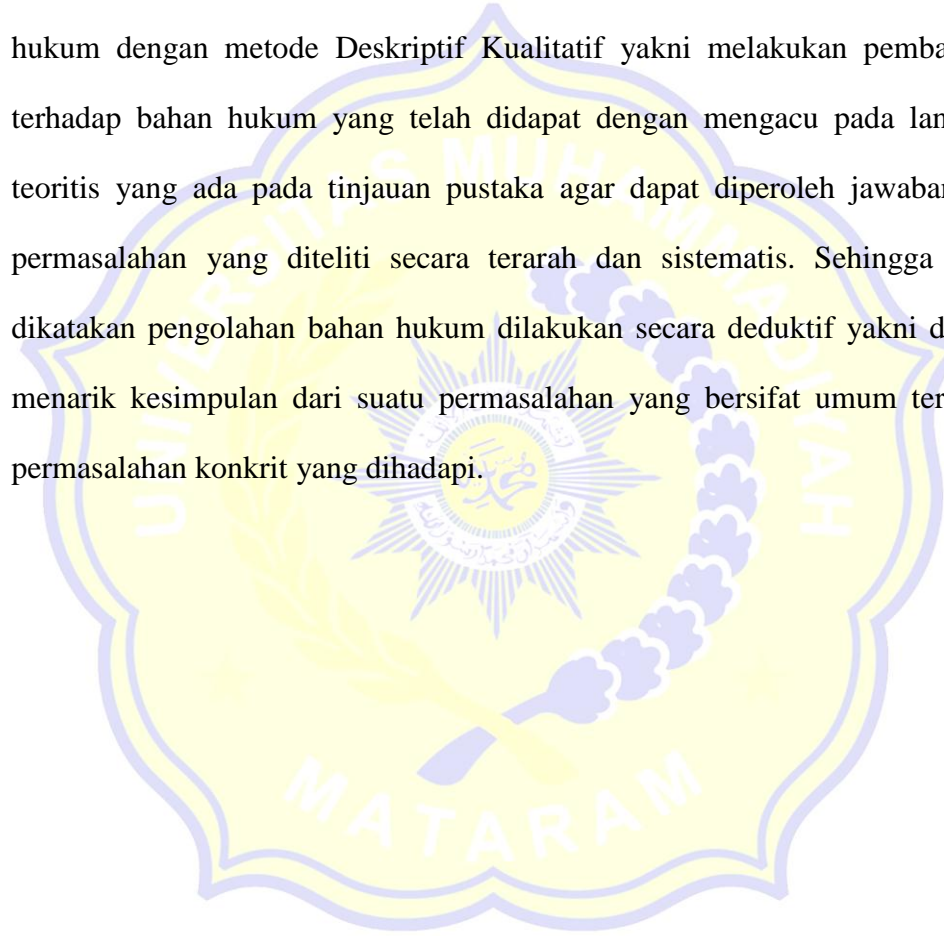 hukum dengan metode Deskriptif Kualitatif yakni melakukan pemba
terhadap bahan hukum yang telah didapat dengan mengacu pada lan
teoritis yang ada pada tinjauan pustaka agar dapat diperoleh jawaban
permasalahan yang diteliti secara terarah dan sistematis. Sehingga
dikatakan pengolahan bahan hukum dilakukan secara deduktif yakni d
menarik kesimpulan dari suatu permasalahan yang bersifat umum ter
permasalahan konkrit yang dihadapi.
UNIVERSITAS MUHAMMADIYAH
MATARAM